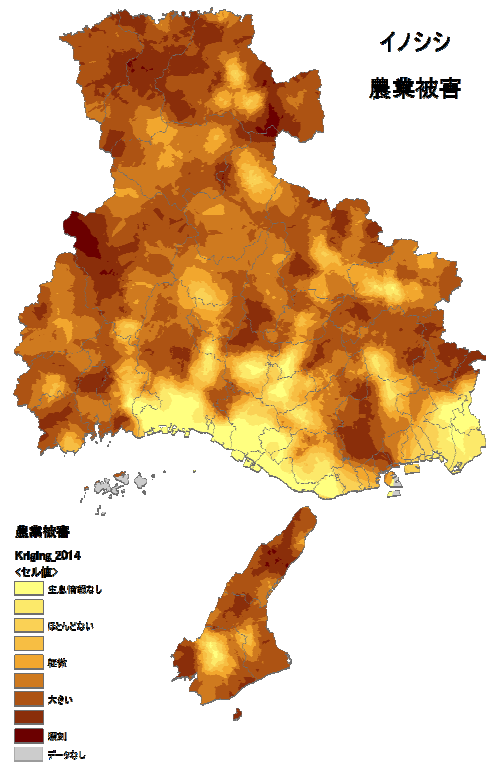 イノシシ
農業被害
農業被害
Kriging_2014
<セル値>
生息情報なし
ほとんどない
軽微
大きい
深刻
データなし